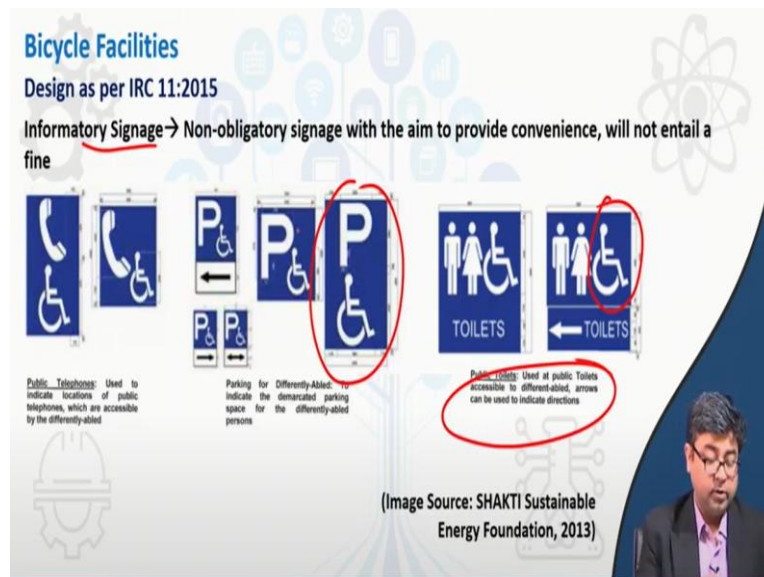 Bicycle Facilities
Design as per IRC 11:2015
Informatory Signage→ Non-obligatory signage with the aim to provide convenience, will not entail a
fine
P
P
P
P P
TOILETS
TOILETS
Public Telephones: Used to
indicate locations of public
telephones, which are accessible
by the differently-abled
Parking for Differently-Abled: To
indicate the demarcated parking
space for the differently-abled
persons
Public Toilets: Used at public Toilets
accessible to different-abled, arrows
can be used to indicate directions
(Image Source: SHAKTI Sustainable
Energy Foundation, 2013)